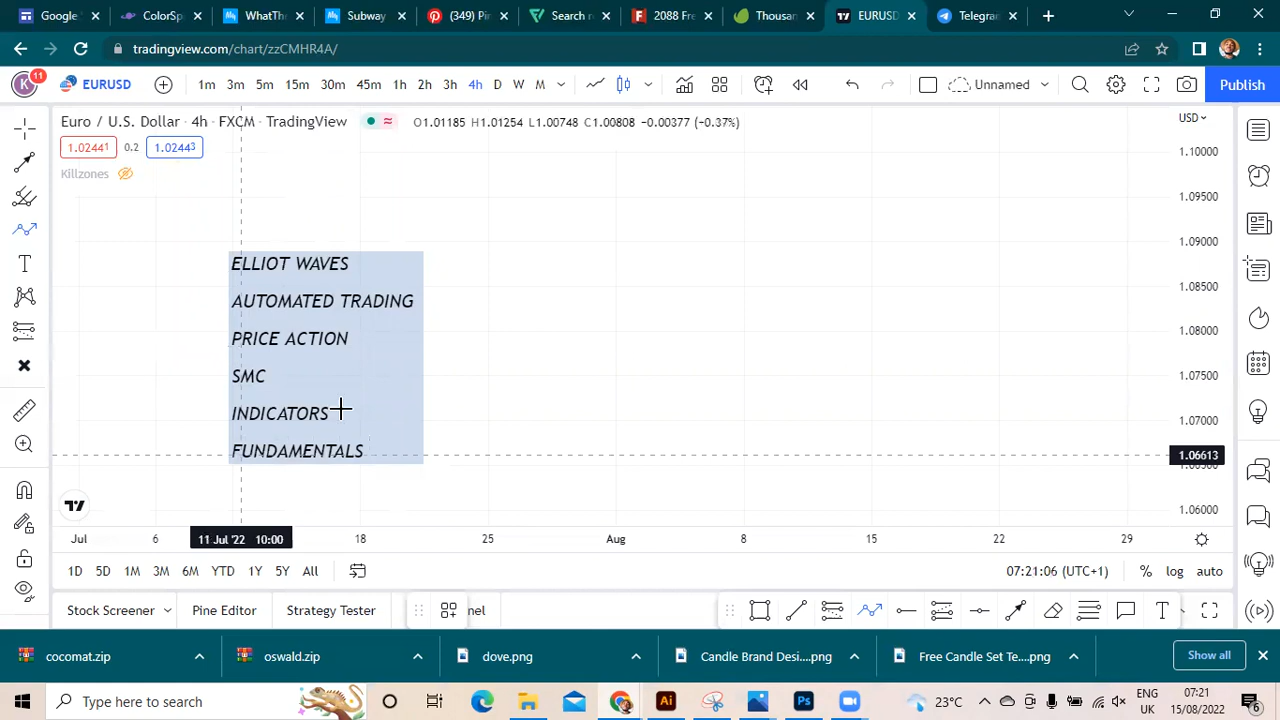 Google
ColorSp
WhatThe
Subway
(349) Pi
Search n
2088 Fre
Thousan
EURUSD
Telegra
tradingview.com/chart/zzCMHR4A/
K 11 EURUSD 1m 3m 5m 15m 30m 45m 1h 2h 3h 4h D W M Unnamed Publish
Euro / U.S. Dollar · 4h · FXCM · TradingView O1.01185 H1.01254 L1.00748 C1.00808 −0.00377 (−0.37%) USD
1.02441 0.2 1.02443
Killzones
1.10000
1.09500
1.09000
1.08500
1.08000
1.07500
1.07000
1.06613
1.06000
ELLIOT WAVES
AUTOMATED TRADING
PRICE ACTION
SMC
INDICATORS
FUNDAMENTALS
Jul 6 11 Jul '22 10:00 18 25 Aug 8 15 22 29
1D 5D 1M 3M 6M YTD 1Y 5Y All 07:21:06 (UTC+1) % log auto
Stock Screener Pine Editor Strategy Tester nel
cocomat.zip oswald.zip dove.png Candle Brand Desi....png Free Candle Set Te....png Show all
Type here to search 23°C ENG 07:21
UK 15/08/2022 6